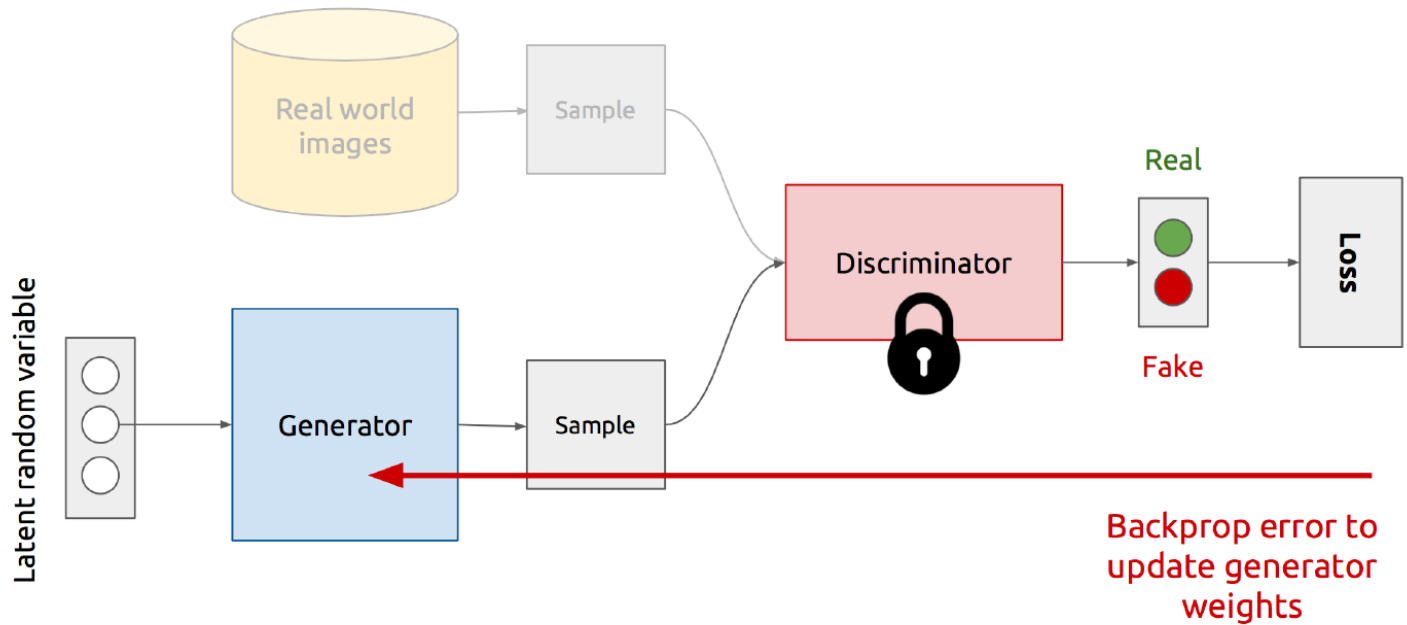 Real world
images
Sample
Real
Discriminator
Loss
Fake
Latent random variable
Generator
Sample
Backprop error to
update generator
weights